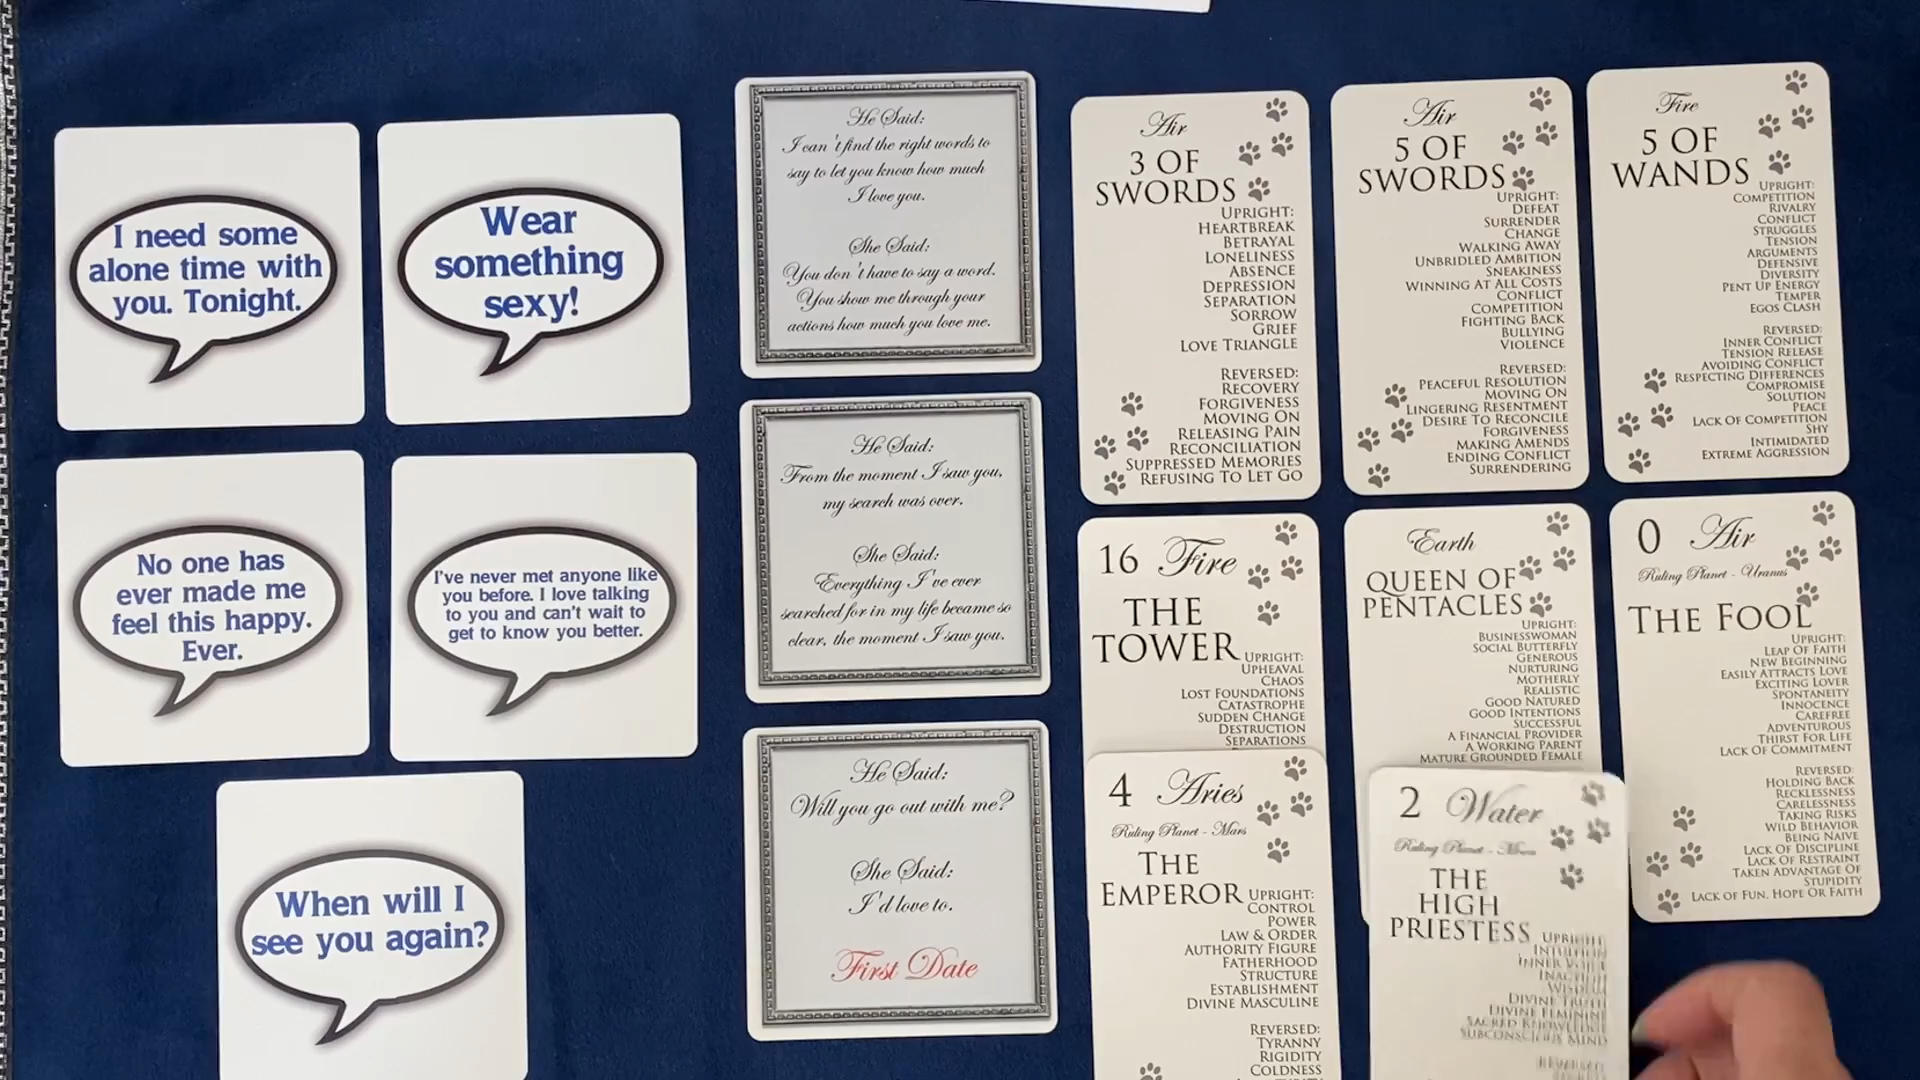 I need some
alone time with
you. Tonight.
Wear
something
sexy!
No one has
ever made me
feel this happy.
Ever.
I've never met anyone like
you before. I love talking
to you and can't wait to
get to know you better.
When will I
see you again?
He Said:
I can't find the right words to
say to let you know how much
I love you.
She Said:
You don't have to say a word.
You show me through your
actions how much you love me.
He Said:
From the moment I saw you,
my search was over.
She Said:
Everything I've ever
searched for in my life became so
clear, the moment I saw you.
He Said:
Will you go out with me?
She Said:
I'd love to.
First Date
Air
3 OF
SWORDS
UPRIGHT:
HEARTBREAK
BETRAYAL
LONELINESS
ABSENCE
DEPRESSION
SEPARATION
SORROW
GRIEF
LOVE TRIANGLE
REVERSED:
RECOVERY
FORGIVENESS
MOVING ON
RELEASING PAIN
RECONCILIATION
SUPPRESSED MEMORIES
REFUSING TO LET GO
Air
5 OF
SWORDS
UPRIGHT:
DEFEAT
SURRENDER
CHANGE
WALKING AWAY
UNBRIDLED AMBITION
SNEAKINESS
WINNING AT ALL COSTS
CONFLICT
COMPETITION
FIGHTING BACK
BULLYING
VIOLENCE
REVERSED:
PEACEFUL RESOLUTION
MOVING ON
LINGERING RESENTMENT
DESIRE TO RECONCILE
FORGIVENESS
MAKING AMENDS
ENDING CONFLICT
SURRENDERING
Fire
5 OF
WANDS
UPRIGHT:
COMPETITION
RIVALRY
CONFLICT
STRUGGLES
TENSION
ARGUMENTS
DEFENSIVE
DIVERSITY
PENT UP ENERGY
TEMPER
EGOS CLASH
REVERSED:
INNER CONFLICT
TENSION RELEASE
AVOIDING CONFLICT
RESPECTING DIFFERENCES
COMPROMISE
SOLUTION
PEACE
LACK OF COMPETITION
SHY
INTIMIDATED
EXTREME AGGRESSION
16 Fire
THE
TOWER
UPRIGHT:
UPHEAVAL
CHAOS
LOST FOUNDATIONS
CATASTROPHE
SUDDEN CHANGE
DESTRUCTION
SEPARATIONS
Earth
QUEEN OF
PENTACLES
UPRIGHT:
BUSINESSWOMAN
SOCIAL BUTTERFLY
GENEROUS
NURTURING
MOTHERLY
REALISTIC
GOOD NATURED
GOOD INTENTIONS
SUCCESSFUL
A FINANCIAL PROVIDER
A WORKING PARENT
MATURE GROUNDED FEMALE
0 Air
Ruling Planet - Uranus
THE FOOL
UPRIGHT:
LEAP OF FAITH
NEW BEGINNING
EASILY ATTRACTS LOVE
EXCITING LOVER
SPONTANEITY
INNOCENCE
CAREFREE
ADVENTUROUS
THIRST FOR LIFE
LACK OF COMMITMENT
REVERSED:
HOLDING BACK
RECKLESSNESS
CARELESSNESS
TAKING RISKS
WILD BEHAVIOR
BEING NAIVE
LACK OF DISCIPLINE
LACK OF RESTRAINT
TAKEN ADVANTAGE OF
STUPIDITY
LACK OF FUN, HOPE OR FAITH
4 Aries
Ruling Planet - Mars
THE
EMPEROR
UPRIGHT:
CONTROL
POWER
LAW & ORDER
AUTHORITY FIGURE
FATHERHOOD
STRUCTURE
ESTABLISHMENT
DIVINE MASCULINE
REVERSED:
TYRANNY
RIGIDITY
COLDNESS
2 Water
Ruling Planet - Moon
THE
HIGH
PRIESTESS
UPRIGHT:
INNER VOICE
DIVINE TRUTH
DIVINE FEMININE
SACRED KNOWLEDGE
SUBCONSCIOUS MIND
REVERSED